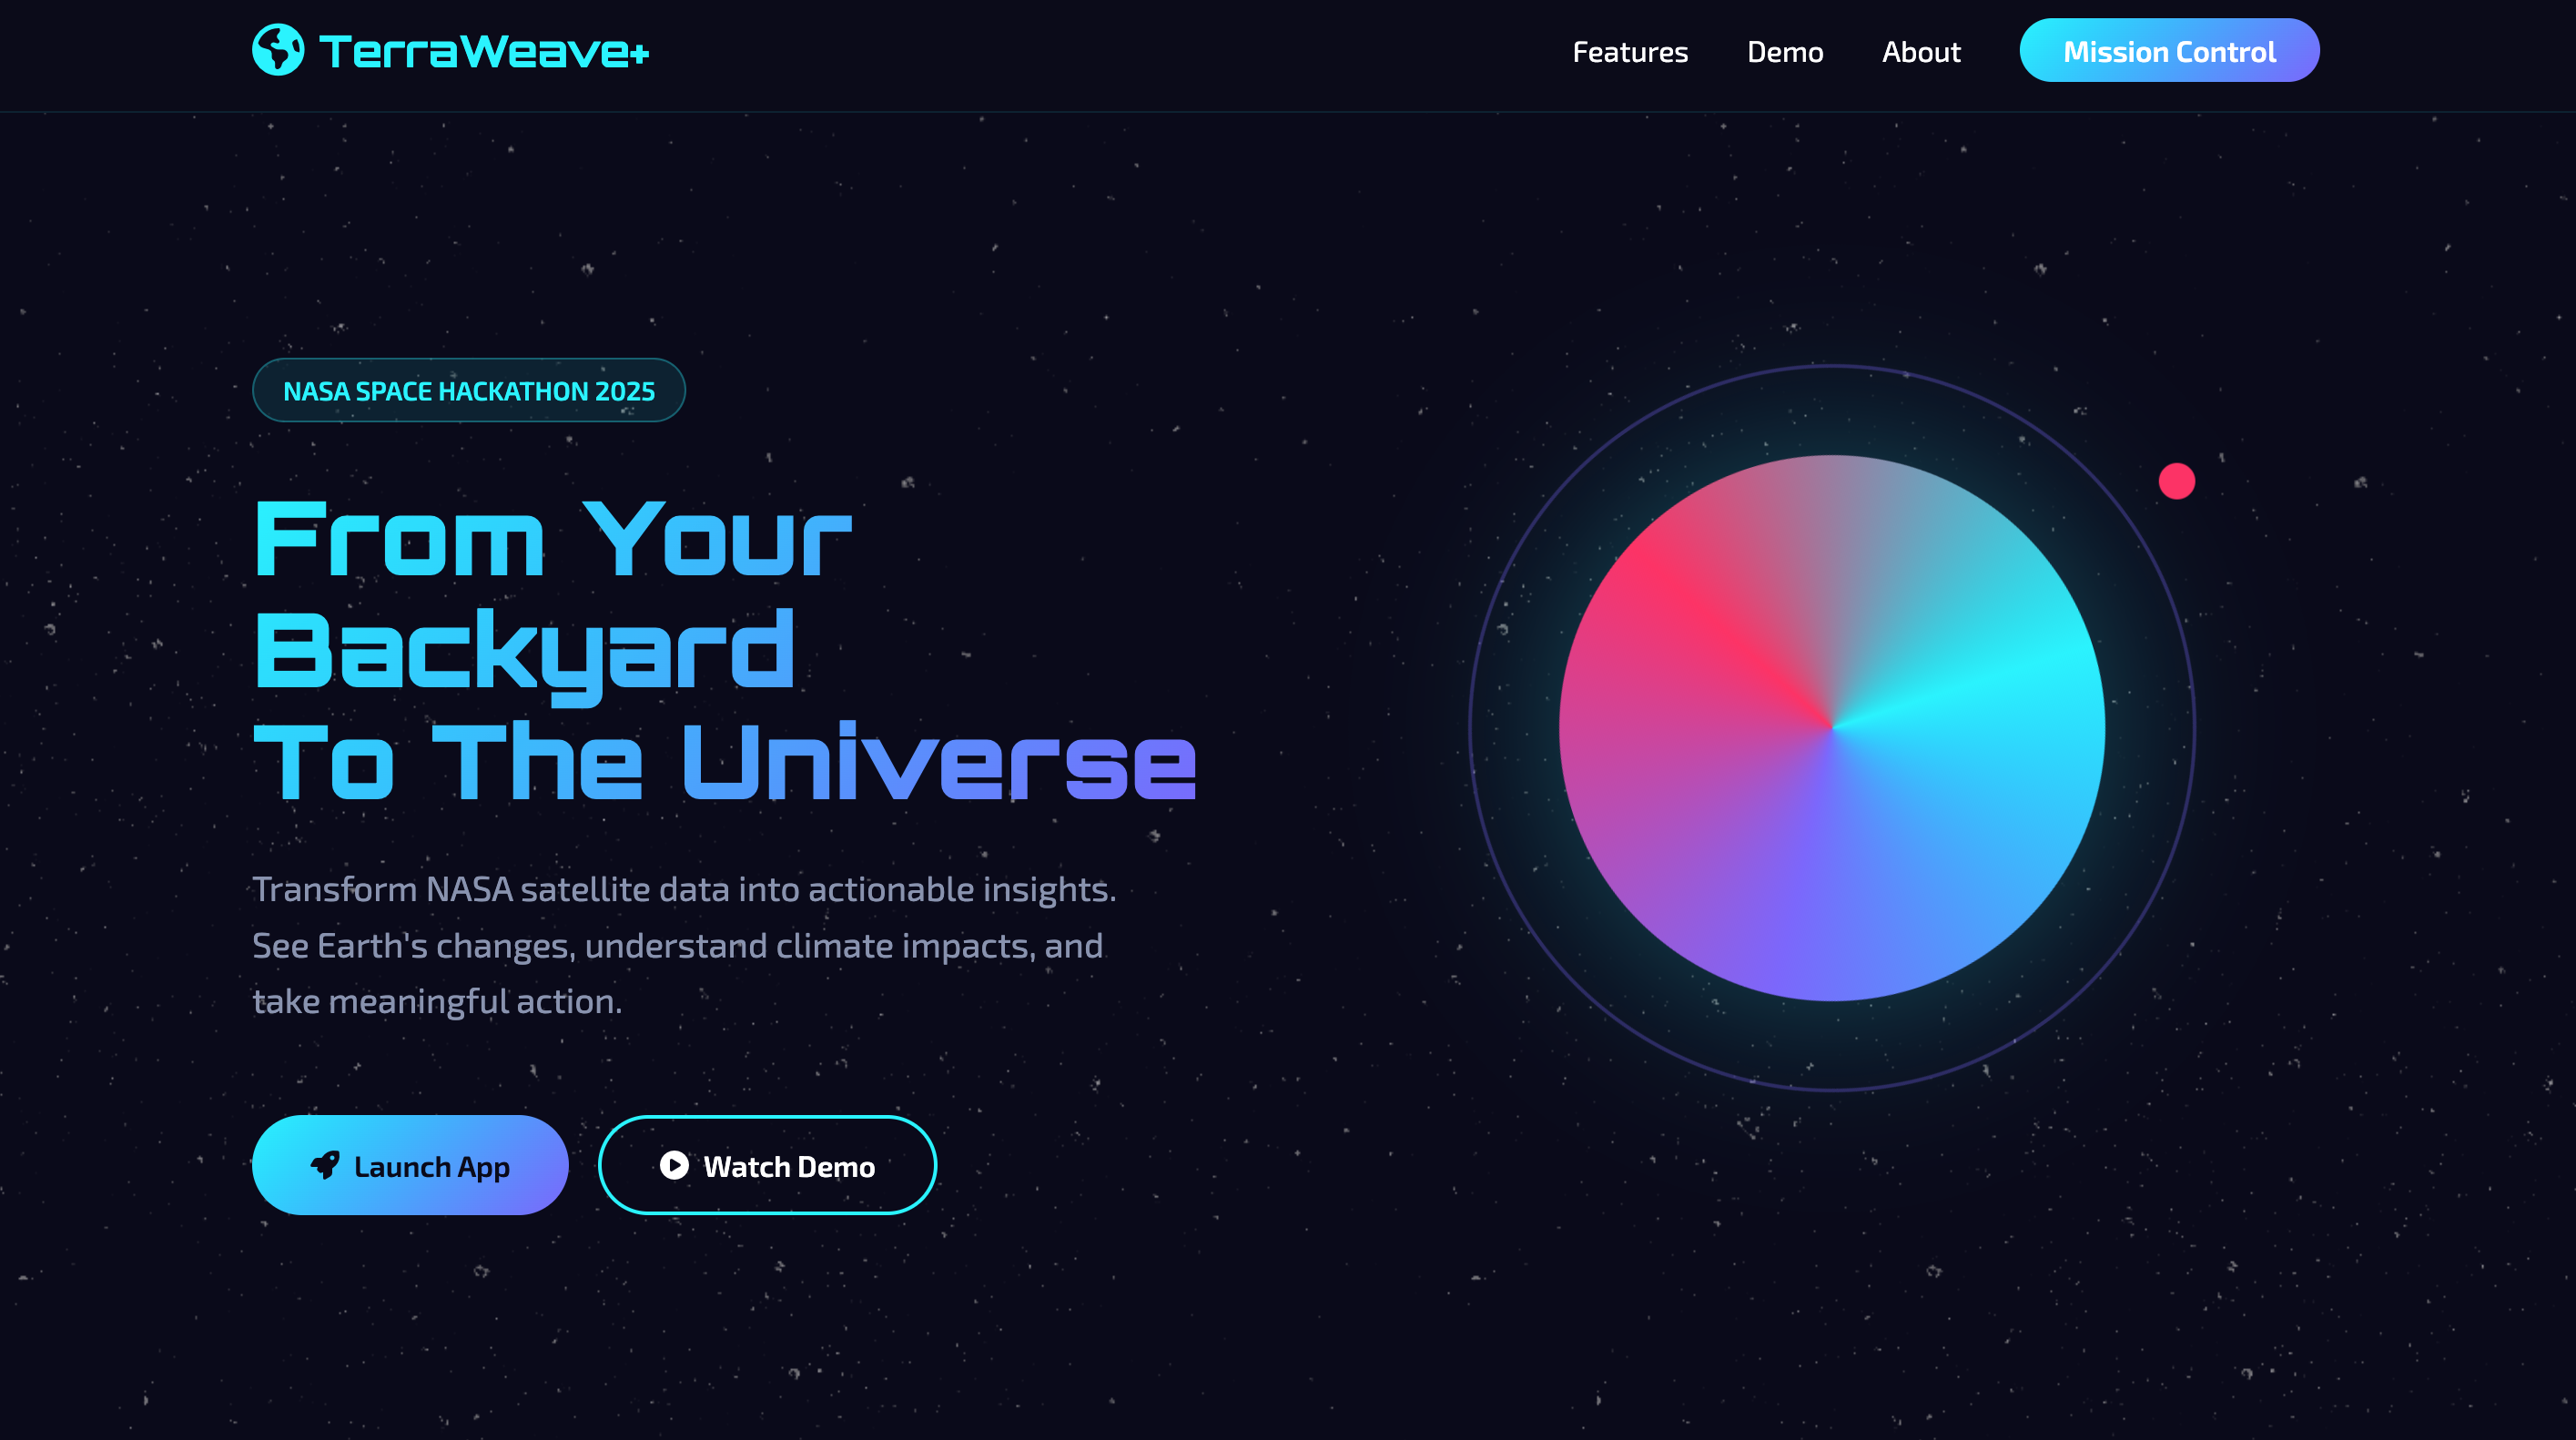 TerraWeave+
Features
Demo
About
Mission Control
NASA SPACE HACKATHON 2025
From Your
Backyard
To The Universe
Transform NASA satellite data into actionable insights.
See Earth's changes, understand climate impacts, and
take meaningful action.
Launch App
Watch Demo